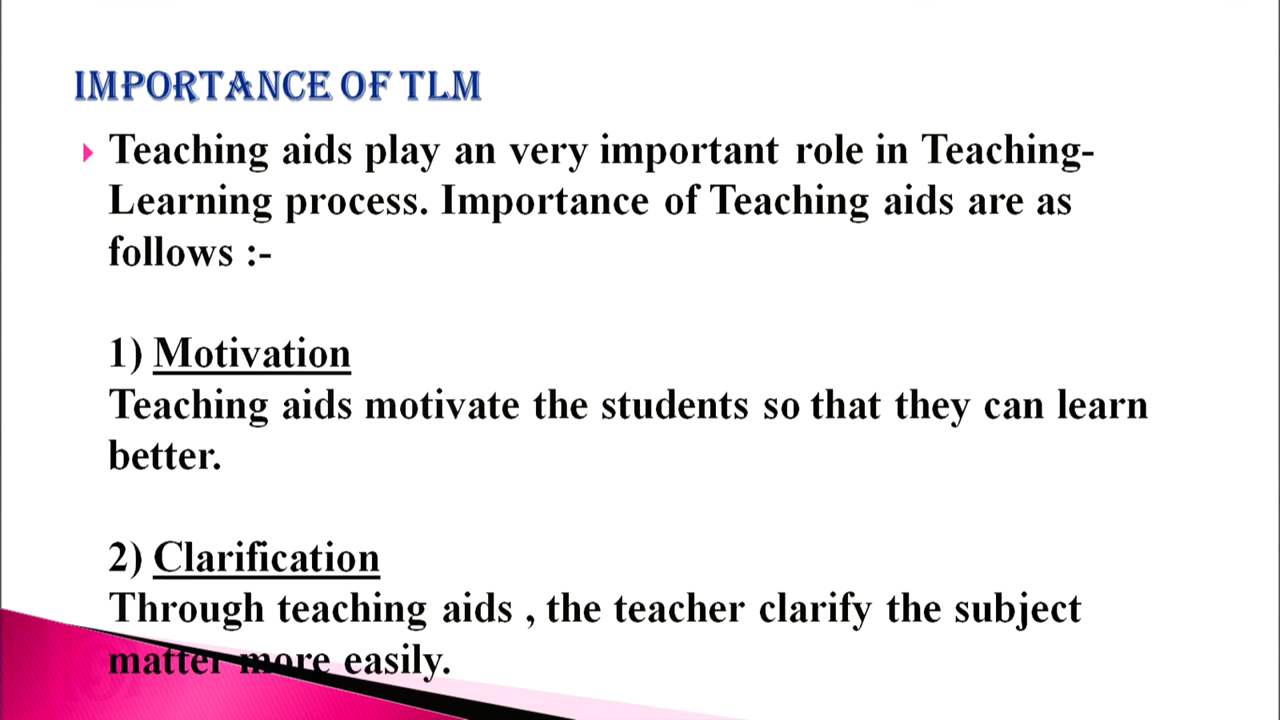 IMPORTANCE OF TLM
Teaching aids play an very important role in Teaching-
Learning process. Importance of Teaching aids are as
follows :-
1) Motivation
Teaching aids motivate the students so that they can learn
better.
2) Clarification
Through teaching aids , the teacher clarify the subject
matter more easily.